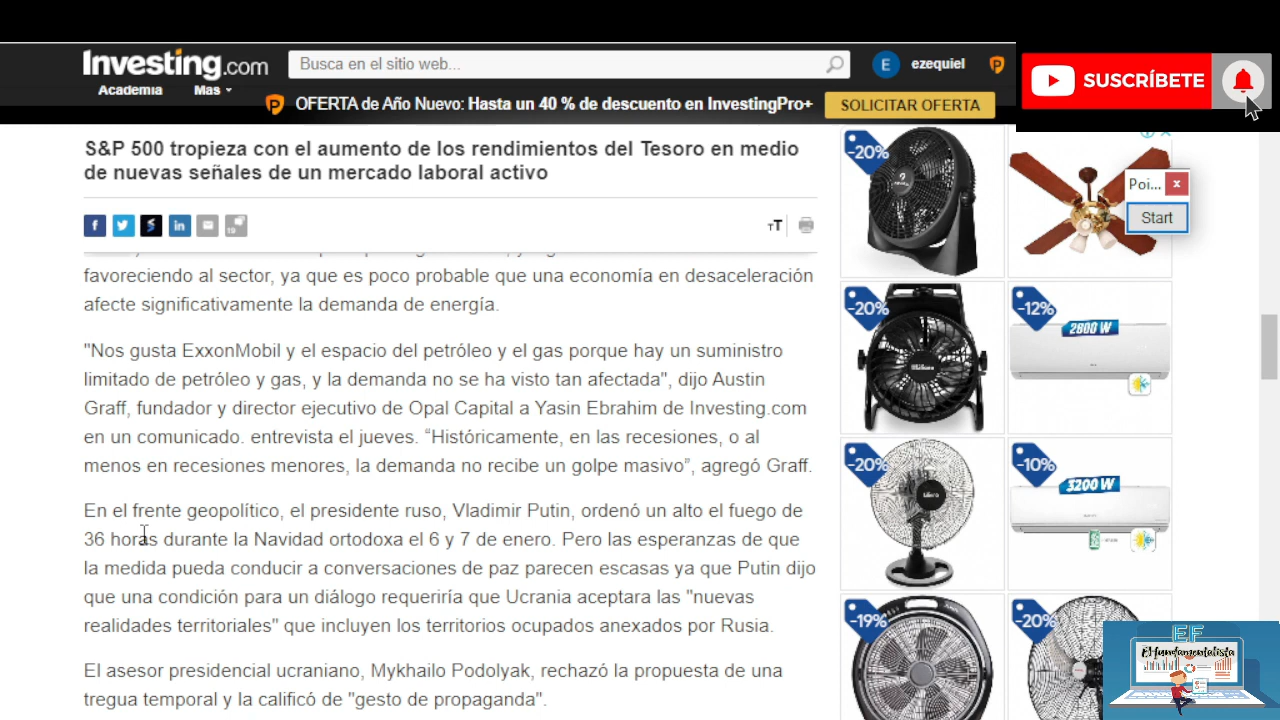 Investing.com
Busca en el sitio web...
E
ezequiel
SUSCRÍBETE
Academia
Mas
OFERTA de Año Nuevo: Hasta un 40 % de descuento en InvestingPro+
SOLICITAR OFERTA
S&P 500 tropieza con el aumento de los rendimientos del Tesoro en medio
de nuevas señales de un mercado laboral activo
19
TT
favoreciendo al sector, ya que es poco probable que una economía en desaceleración
afecte significativamente la demanda de energía.
"Nos gusta ExxonMobil y el espacio del petróleo y el gas porque hay un suministro
limitado de petróleo y gas, y la demanda no se ha visto tan afectada", dijo Austin
Graff, fundador y director ejecutivo de Opal Capital a Yasin Ebrahim de Investing.com
en un comunicado. entrevista el jueves. “Históricamente, en las recesiones, o al
menos en recesiones menores, la demanda no recibe un golpe masivo”, agregó Graff.
En el frente geopolítico, el presidente ruso, Vladimir Putin, ordenó un alto el fuego de
36 horas durante la Navidad ortodoxa el 6 y 7 de enero. Pero las esperanzas de que
la medida pueda conducir a conversaciones de paz parecen escasas ya que Putin dijo
que una condición para un diálogo requeriría que Ucrania aceptara las "nuevas
realidades territoriales" que incluyen los territorios ocupados anexados por Rusia.
El asesor presidencial ucraniano, Mykhailo Podolyak, rechazó la propuesta de una
tregua temporal y la calificó de "gesto de propaganda".
-20%
Poi...
x
Start
-20%
-12%
2800 W
-20%
-10%
3200 W
-19%
-20%
EF
El fundamentalista